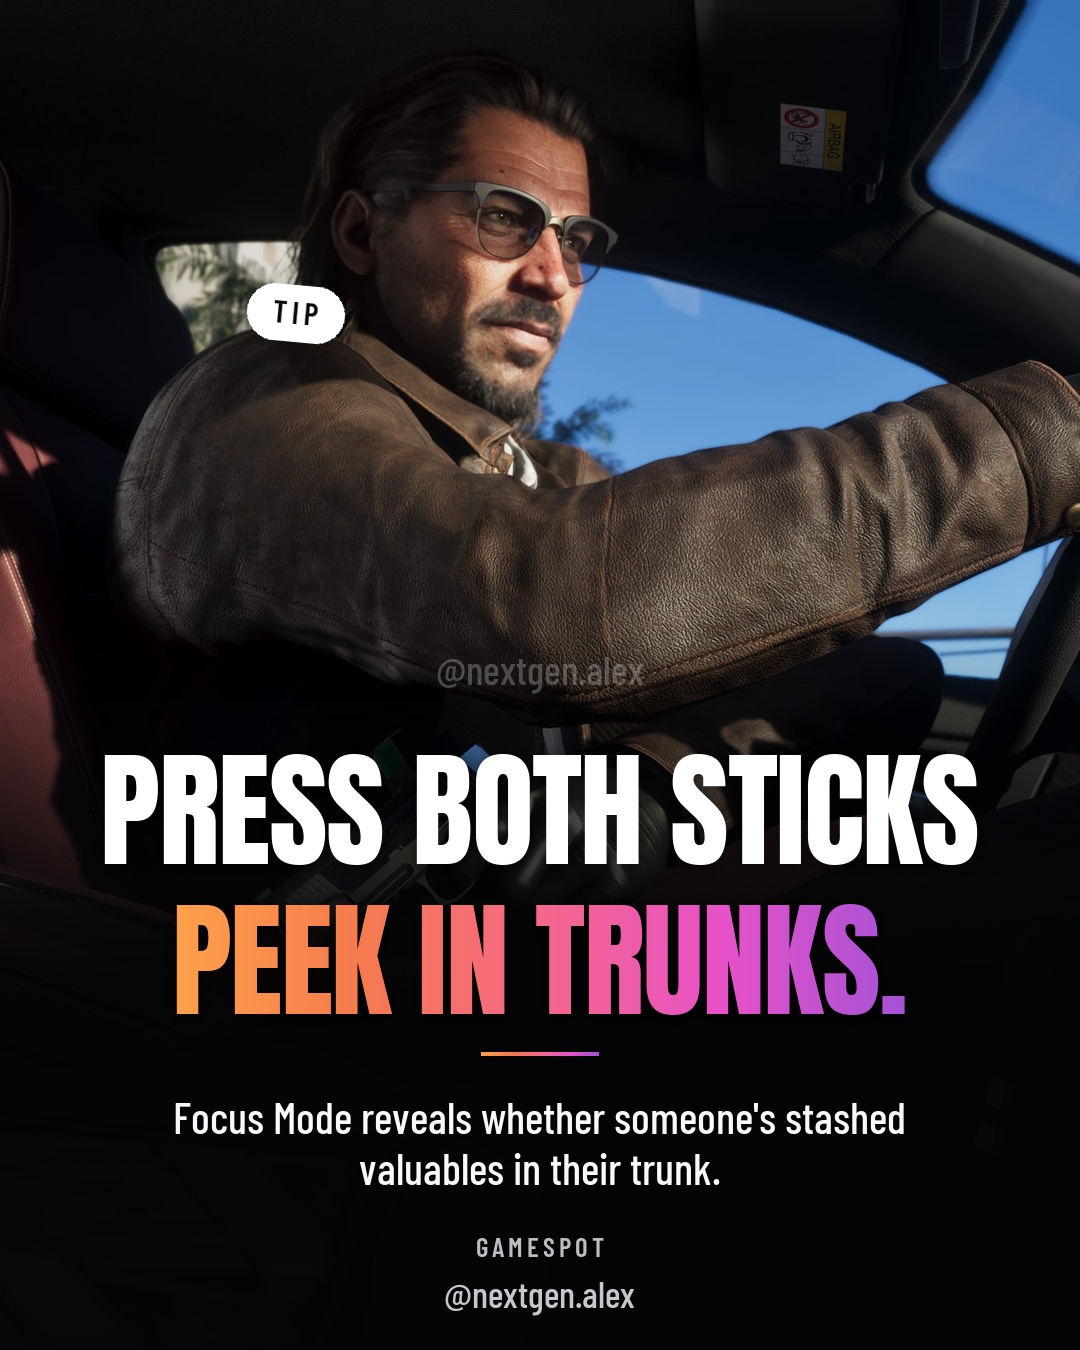 AIRBAG
TIP
@nextgen.alex
PRESS BOTH STICKS
PEEK IN TRUNKS.
Focus Mode reveals whether someone's stashed
valuables in their trunk.
GAMESPOT
@nextgen.alex